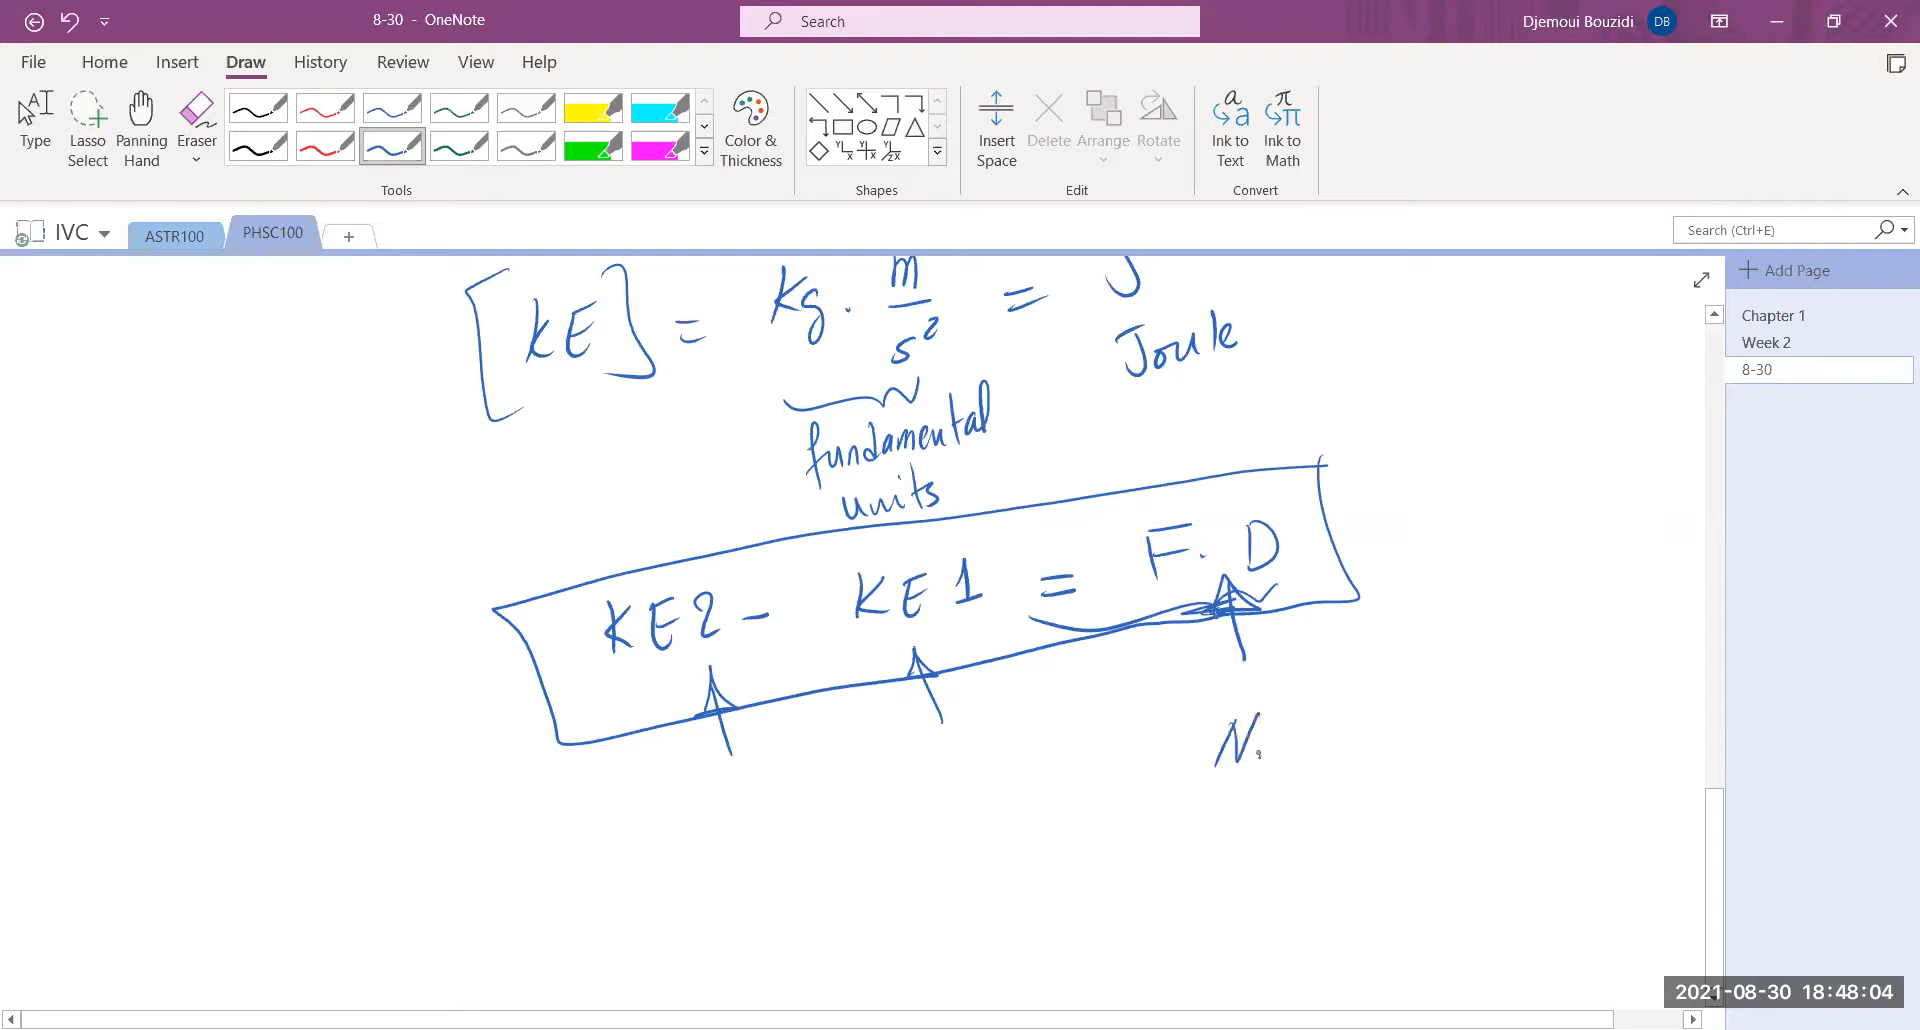 8-30 - OneNote
Search
Djemoui Bouzidi
DB
File Home Insert Draw History Review View Help
Type
Lasso Select
Panning Hand
Eraser
Color & Thickness
Insert Space
Delete
Arrange
Rotate
Ink to Text
Ink to Math
Tools
Shapes
Edit
Convert
IVC
ASTR100
PHSC100
Search (Ctrl+E)
Add Page
Chapter 1
Week 2
8-30
[KE] = Kg . m/s² = J
Joule
fundamental
units
KE2 - KE1 = F. D
N.
2021-08-30 18:48:04